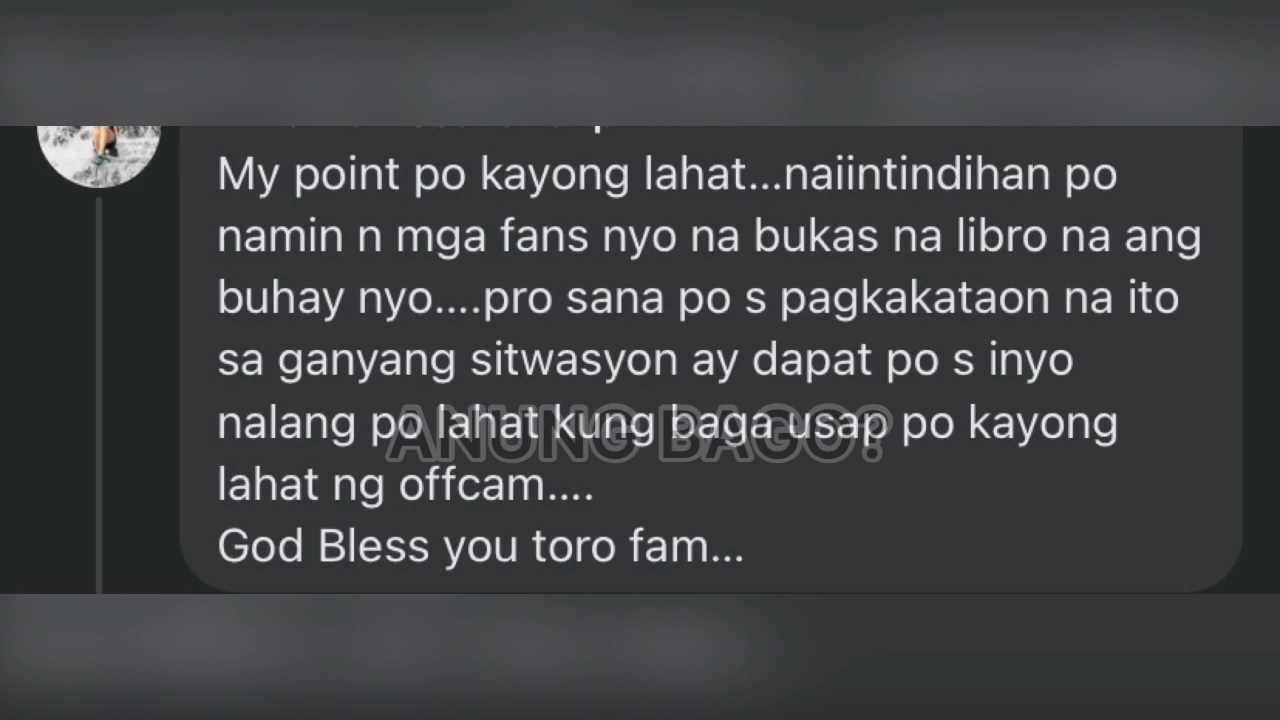 My point po kayong lahat...naiintindihan po
namin n mga fans nyo na bukas na libro na ang
buhay nyo....pro sana po s pagkakataon na ito
sa ganyang sitwasyon ay dapat po s inyo
nalang po lahat kung baga usap po kayong
ANUNG BAGO?
lahat ng offcam....
God Bless you toro fam...